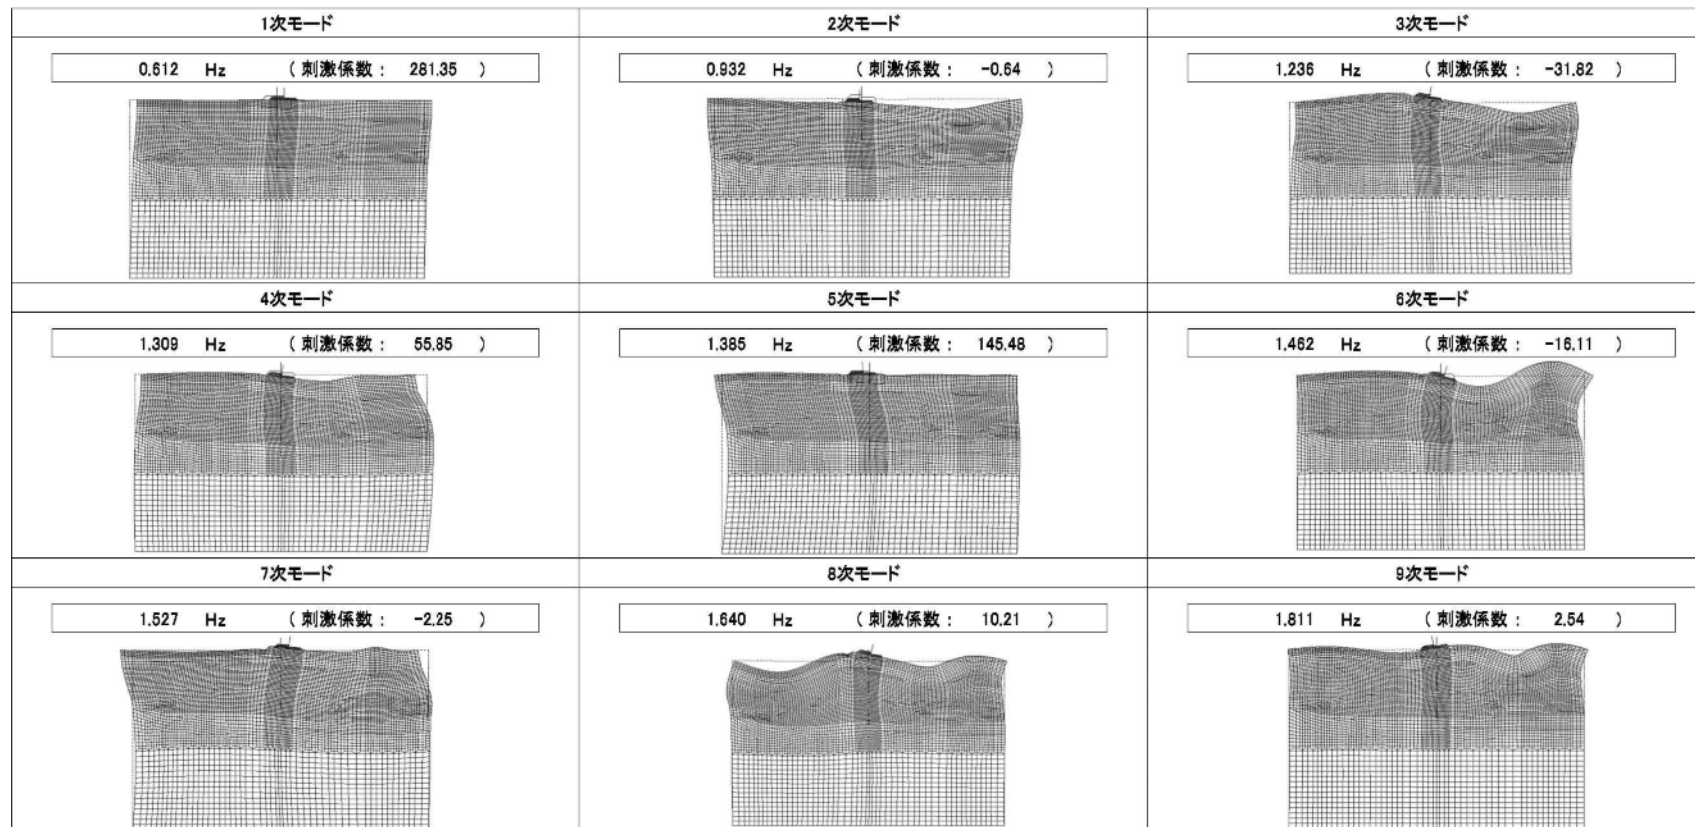 1次モード 2次モード 3次モード
0.612 Hz （ 刺激係数： 281.35 ） 0.932 Hz （ 刺激係数： -0.64 ） 1.236 Hz （ 刺激係数： -31.82 ）
4次モード 5次モード 6次モード
1.309 Hz （ 刺激係数： 55.85 ） 1.385 Hz （ 刺激係数： 145.48 ） 1.462 Hz （ 刺激係数： -16.11 ）
7次モード 8次モード 9次モード
1.527 Hz （ 刺激係数： -2.25 ） 1.640 Hz （ 刺激係数： 10.21 ） 1.811 Hz （ 刺激係数： 2.54 ）